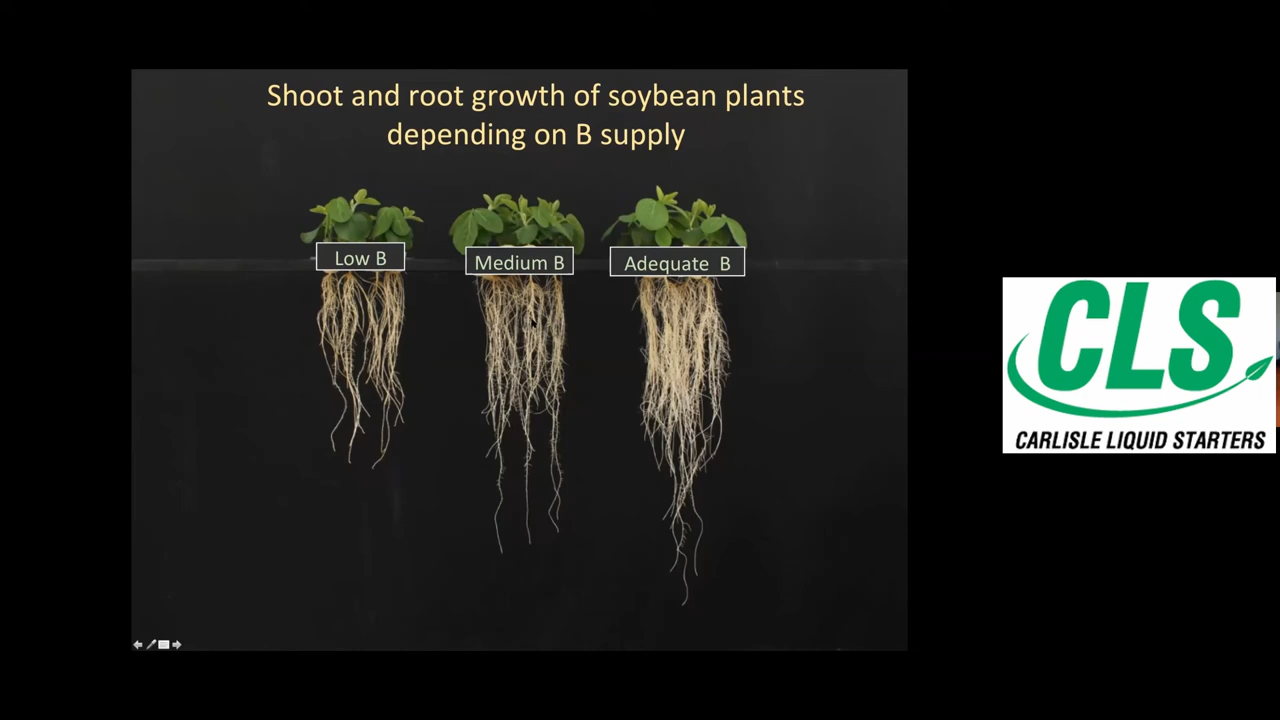 Shoot and root growth of soybean plants
depending on B supply
Low B
Medium B
Adequate B
CLS
CARLISLE LIQUID STARTERS